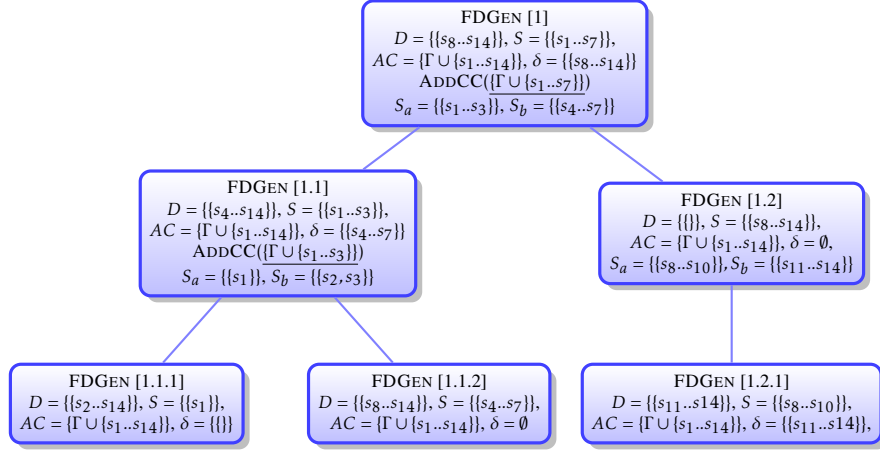 FDGEN [1]
D = {{s₈..s₁₄}}, S = {{s₁..s₇}},
AC = {Γ ∪ {s₁..s₁₄}}, δ = {{s₈..s₁₄}}
ADDCC({Γ ∪ {s₁..s₇}})
Sₐ = {{s₁..s₃}}, S_b = {{s₄..s₇}}
FDGEN [1.1]
D = {{s₄..s₁₄}}, S = {{s₁..s₃}},
AC = {Γ ∪ {s₁..s₁₄}}, δ = {{s₄..s₇}}
ADDCC({Γ ∪ {s₁..s₃}})
Sₐ = {{s₁}}, S_b = {{s₂,s₃}}
FDGEN [1.2]
D = {{}}, S = {{s₈..s₁₄}},
AC = {Γ ∪ {s₁..s₁₄}}, δ = ∅,
Sₐ = {{s₈..s₁₀}}, S_b = {{s₁₁..s₁₄}}
FDGEN [1.1.1]
D = {{s₂..s₁₄}}, S = {{s₁}},
AC = {Γ ∪ {s₁..s₁₄}}, δ = {{}}
FDGEN [1.1.2]
D = {{s₈..s₁₄}}, S = {{s₄..s₇}},
AC = {Γ ∪ {s₁..s₁₄}}, δ = ∅
FDGEN [1.2.1]
D = {{s₁₁..s14}}, S = {{s₈..s₁₀}},
AC = {Γ ∪ {s₁..s₁₄}}, δ = {{s₁₁..s14}},